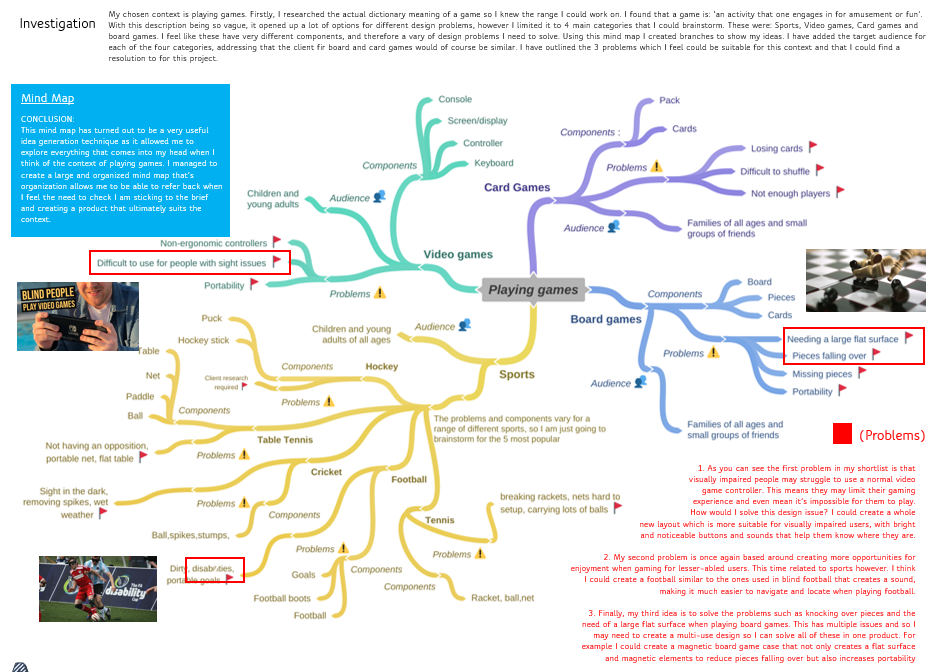 Investigation
My chosen context is playing games. Firstly, I researched the actual dictionary meaning of a game so I knew the range I could work on. I found that a game is: 'an activity that one engages in for amusement or fun'.
With this description being so vague, it opened up a lot of options for different design problems, however I limited it to 4 main categories that I could brainstorm. These were: Sports, Video games, Card games and
board games. I feel like these have very different components, and therefore a vary of design problems I need to solve. Using this mind map I created branches to show my ideas. I have added the target audience for
each of the four categories, addressing that the client fir board and card games would of course be similar. I have outlined the 3 problems which I feel could be suitable for this context and that I could find a
resolution to for this project.
Mind Map
CONCLUSION:
This mind map has turned out to be a very useful
idea generation technique as it allowed me to
explore everything that comes into my head when I
think of the context of playing games. I managed to
create a large and organized mind map that's
organization allows me to be able to refer back when
I feel the need to check I am sticking to the brief
and creating a product that ultimately suits the
context.
Playing games
Video games
Components
Console
Screen/display
Controller
Keyboard
Audience
Children and
young adults
Problems
Non-ergonomic controllers
Difficult to use for people with sight issues
Portability
BLIND PEOPLE
PLAY VIDEO GAMES
Card Games
Components :
Pack
Cards
Problems
Losing cards
Difficult to shuffle
Not enough players
Audience
Families of all ages and small
groups of friends
Board games
Components
Board
Pieces
Cards
Problems
Needing a large flat surface
Pieces falling over
Missing pieces
Portability
Audience
Families of all ages and
small groups of friends
Sports
Audience
Children and young
adults of all ages
The problems and components vary for a
range of different sports, so I am just going to
brainstorm for the 5 most popular
Hockey
Components
Puck
Hockey stick
Problems
Client research
required
Table Tennis
Components
Table
Net
Paddle
Ball
Problems
Not having an opposition,
portable net, flat table
Cricket
Problems
Sight in the dark,
removing spikes, wet
weather
Components
Ball,spikes,stumps,
Football
Problems
Dirty, disabilities,
portable goals
Components
Goals
Football boots
Football
Tennis
Problems
breaking rackets, nets hard to
setup, carrying lots of balls
Components
Racket, ball,net
(Problems)
1. As you can see the first problem in my shortlist is that
visually impaired people may struggle to use a normal video
game controller. This means they may limit their gaming
experience and even mean it's impossible for them to play.
How would I solve this design issue? I could create a whole
new layout which is more suitable for visually impaired users, with bright
and noticeable buttons and sounds that help them know where they are.
2. My second problem is once again based around creating more opportunities for
enjoyment when gaming for lesser-abled users. This time related to sports however. I think
I could create a football similar to the ones used in blind football that creates a sound,
making it much easier to navigate and locate when playing football.
3. Finally, my third idea is to solve the problems such as knocking over pieces and the
need of a large flat surface when playing board games. This has multiple issues and so I
may need to create a multi-use design so I can solve all of these in one product. For
example I could create a magnetic board game case that not only creates a flat surface
and magnetic elements to reduce pieces falling over but also increases portability